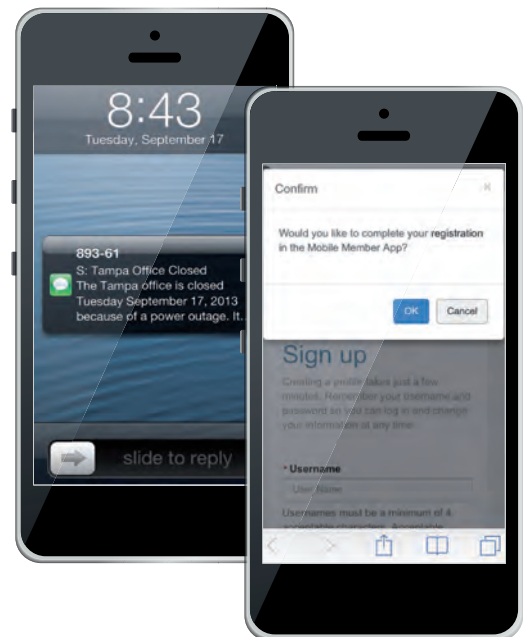 8:43
Tuesday, September 17
893-61
S: Tampa Office Closed
The Tampa office is closed
Tuesday September 17, 2013
because of a power outage. It...
slide to reply
Confirm
×
Would you like to complete your registration
in the Mobile Member App?
OK
Cancel
Sign up
Creating a profile takes just a few
minutes. Remember your username and
password so you can log in and change
your information at any time.
* Username
User Name
Usernames must be a minimum of 4
acceptable characters. Acceptable